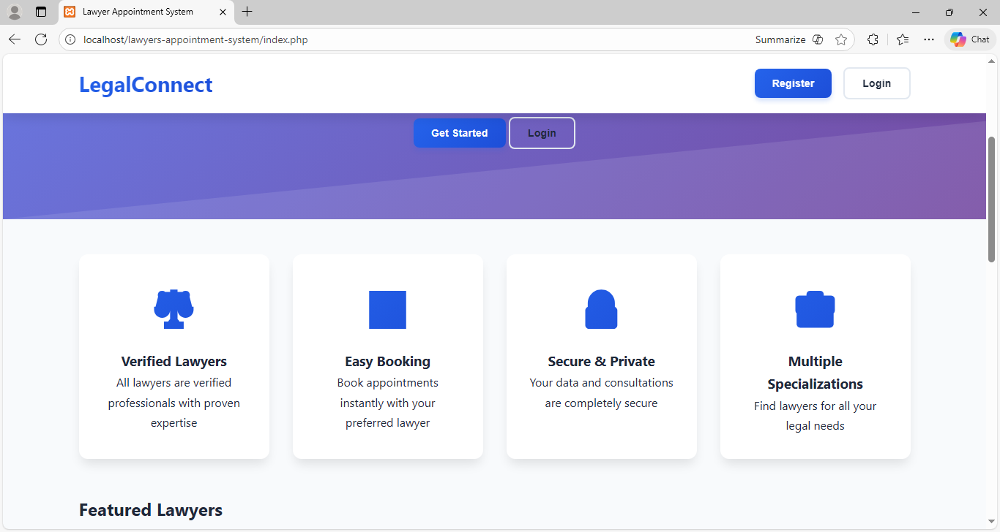 Lawyer Appointment System
localhost/lawyers-appointment-system/index.php
Summarize
Chat
LegalConnect
Register
Login
Get Started
Login
Verified Lawyers
All lawyers are verified
professionals with proven
expertise
Easy Booking
Book appointments
instantly with your
preferred lawyer
Secure & Private
Your data and consultations
are completely secure
Multiple
Specializations
Find lawyers for all your
legal needs
Featured Lawyers